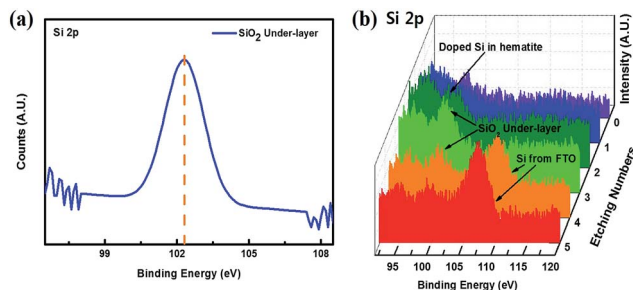 (a)
Si 2p
SiO2 Under-layer
Counts (A.U.)
99
102
105
108
Binding Energy (eV)
(b)
Si 2p
Doped Si in hematite
SiOx Under-layer
Si from FTO
Intensity (A.U.)
0
1
2
3
4
5
Etching Numbers
95
100
105
110
115
120
Binding Energy (eV)